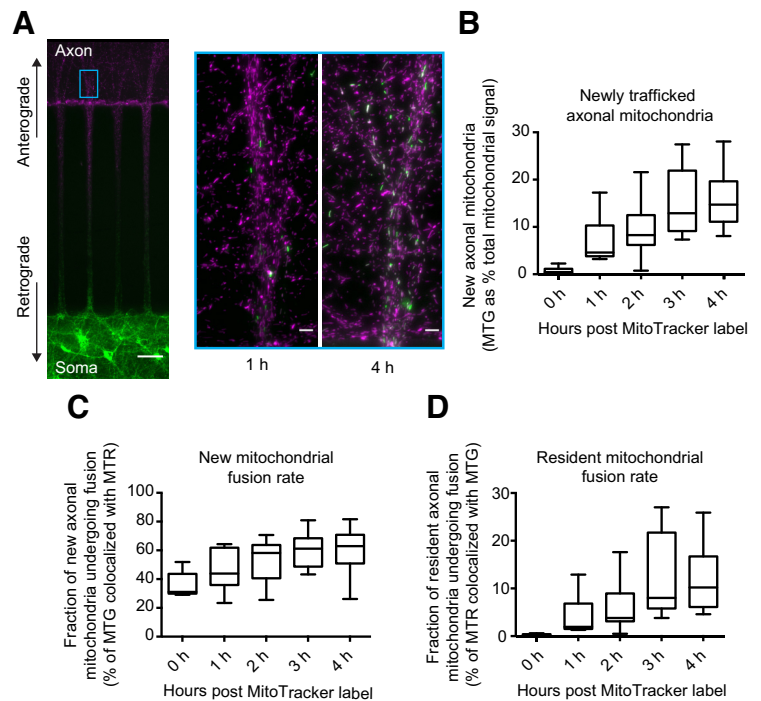 A
Axon
Anterograde
Retrograde
Soma
1 h
4 h
B
Newly trafficked
axonal mitochondria
New axonal mitochondria
(MTG as % total mitochondrial signal)
30
20
10
0
0 h
1 h
2 h
3 h
4 h
Hours post MitoTracker label
C
New mitochondrial
fusion rate
Fraction of new axonal
mitochondria undergoing fusion
(% of MTG colocalized with MTR)
100
80
60
40
20
0
0 h
1 h
2 h
3 h
4 h
Hours post MitoTracker label
D
Resident mitochondrial
fusion rate
Fraction of resident axonal
mitochondria undergoing fusion
(% of MTR colocalized with MTG)
30
20
10
0
0 h
1 h
2 h
3 h
4 h
Hours post MitoTracker label